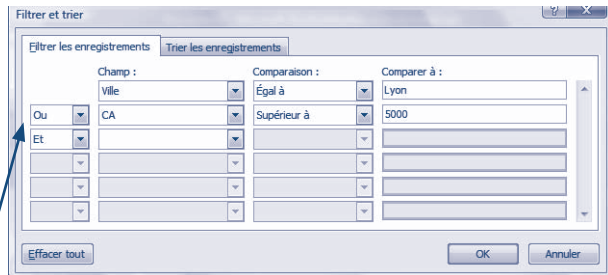 Filtrer et trier
Filtrer les enregistrements Trier les enregistrements
Champ : Comparaison : Comparer à :
Ville Égal à Lyon
Ou CA Supérieur à 5000
Et
Effacer tout OK Annuler